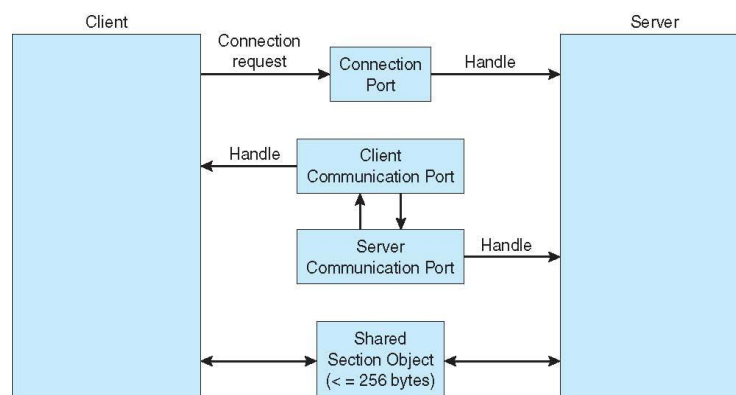 Client
Server
Connection
request
Connection
Port
Handle
Handle
Client
Communication Port
Server
Communication Port
Handle
Shared
Section Object
(< = 256 bytes)